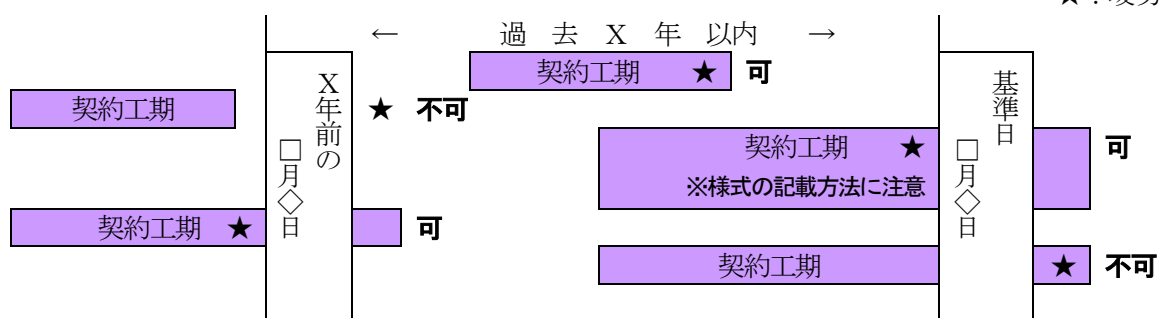 ← 過去X年以内 →
契約工期 ★ 可
X年前の
□月◇日
契約工期
★ 不可
基準日
□月◇日
契約工期 ★
※様式の記載方法に注意
可
契約工期 ★ 可
契約工期 ★ 不可